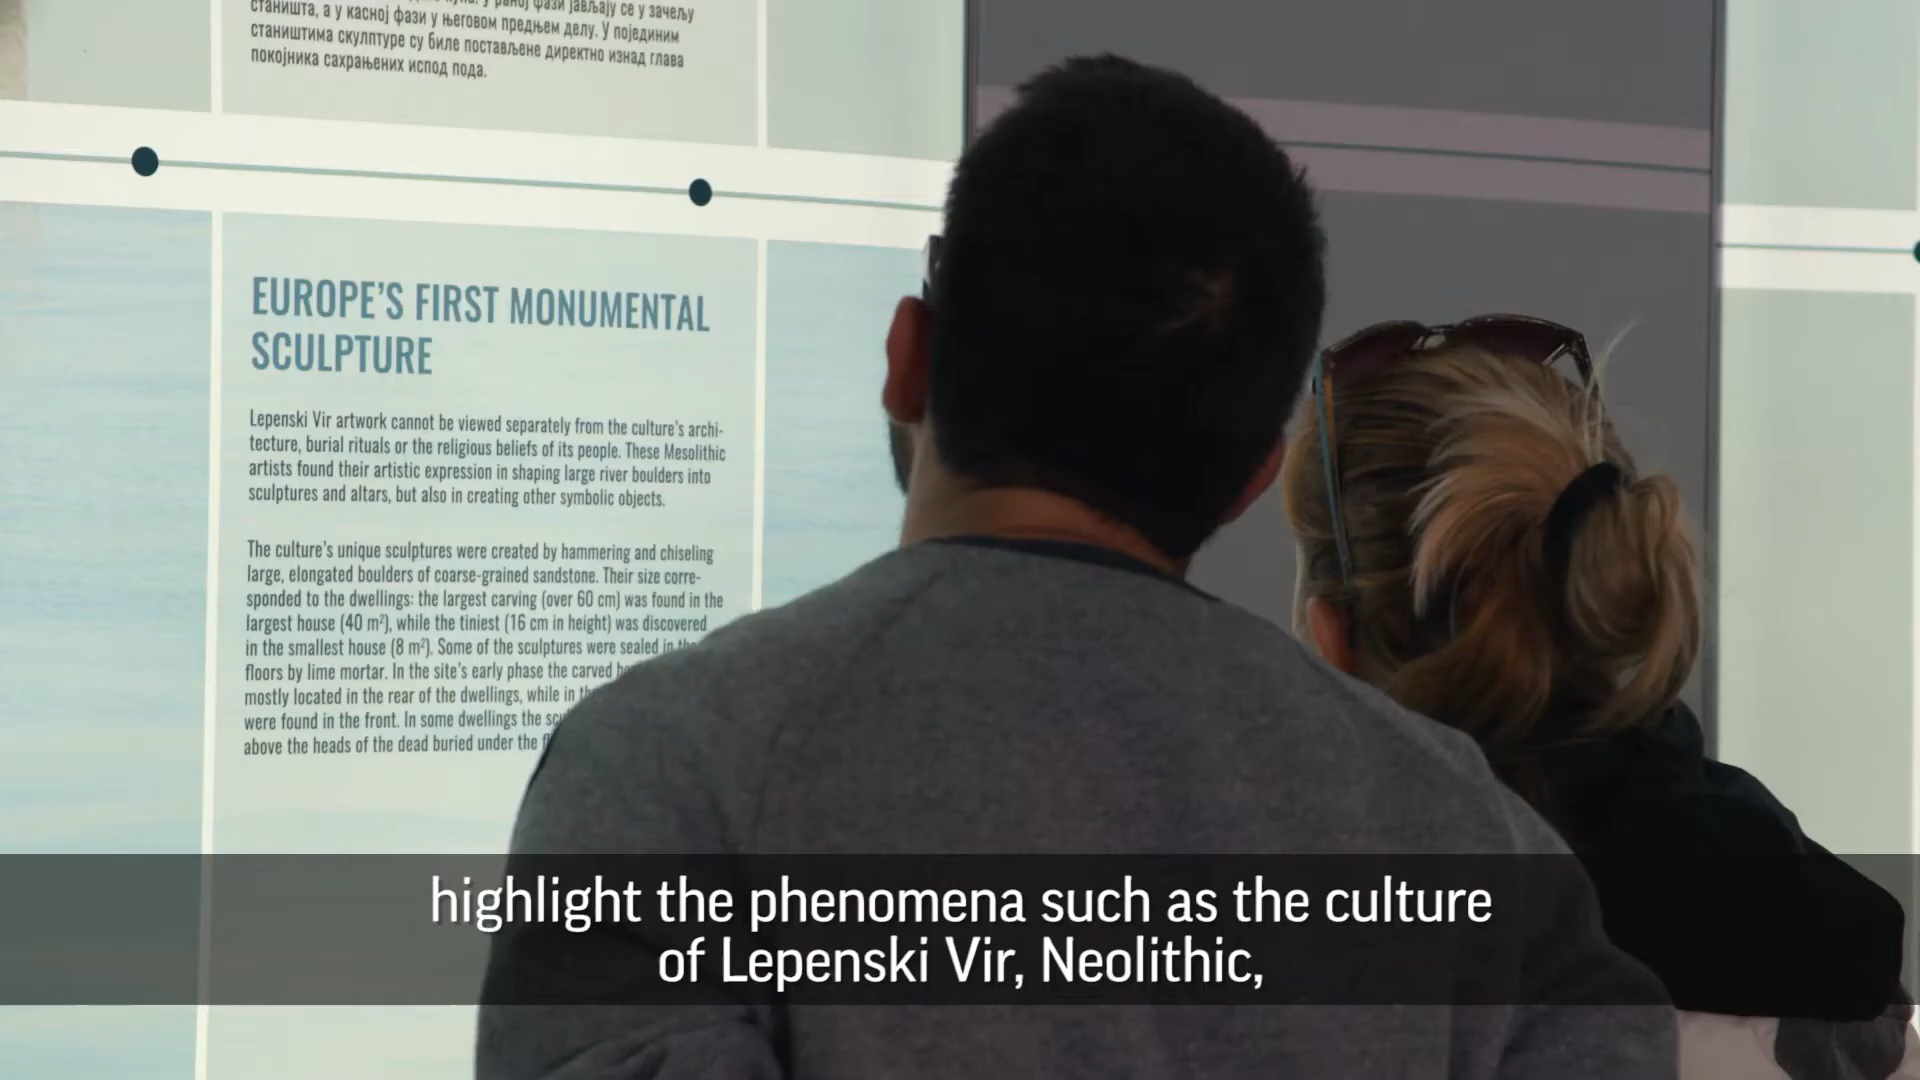 станишта, а у касној фази у његовом предњем делу. У појединим
стаништима скулптуре су биле постављене директно изнад глава
покојника сахрањених испод пода.
EUROPE'S FIRST MONUMENTAL
SCULPTURE
Lepenski Vir artwork cannot be viewed separately from the culture's archi-
tecture, burial rituals or the religious beliefs of its people. These Mesolithic
artists found their artistic expression in shaping large river boulders into
sculptures and altars, but also in creating other symbolic objects.
The culture's unique sculptures were created by hammering and chiseling
large, elongated boulders of coarse-grained sandstone. Their size corre-
sponded to the dwellings: the largest carving (over 60 cm) was found in the
largest house (40 m²), while the tiniest (16 cm in height) was discovered
in the smallest house (8 m²). Some of the sculptures were sealed in
floors by lime mortar. In the site's early phase the carved
mostly located in the rear of the dwellings, while in
were found in the front. In some dwellings the
above the heads of the dead buried under the
highlight the phenomena such as the culture
of Lepenski Vir, Neolithic,